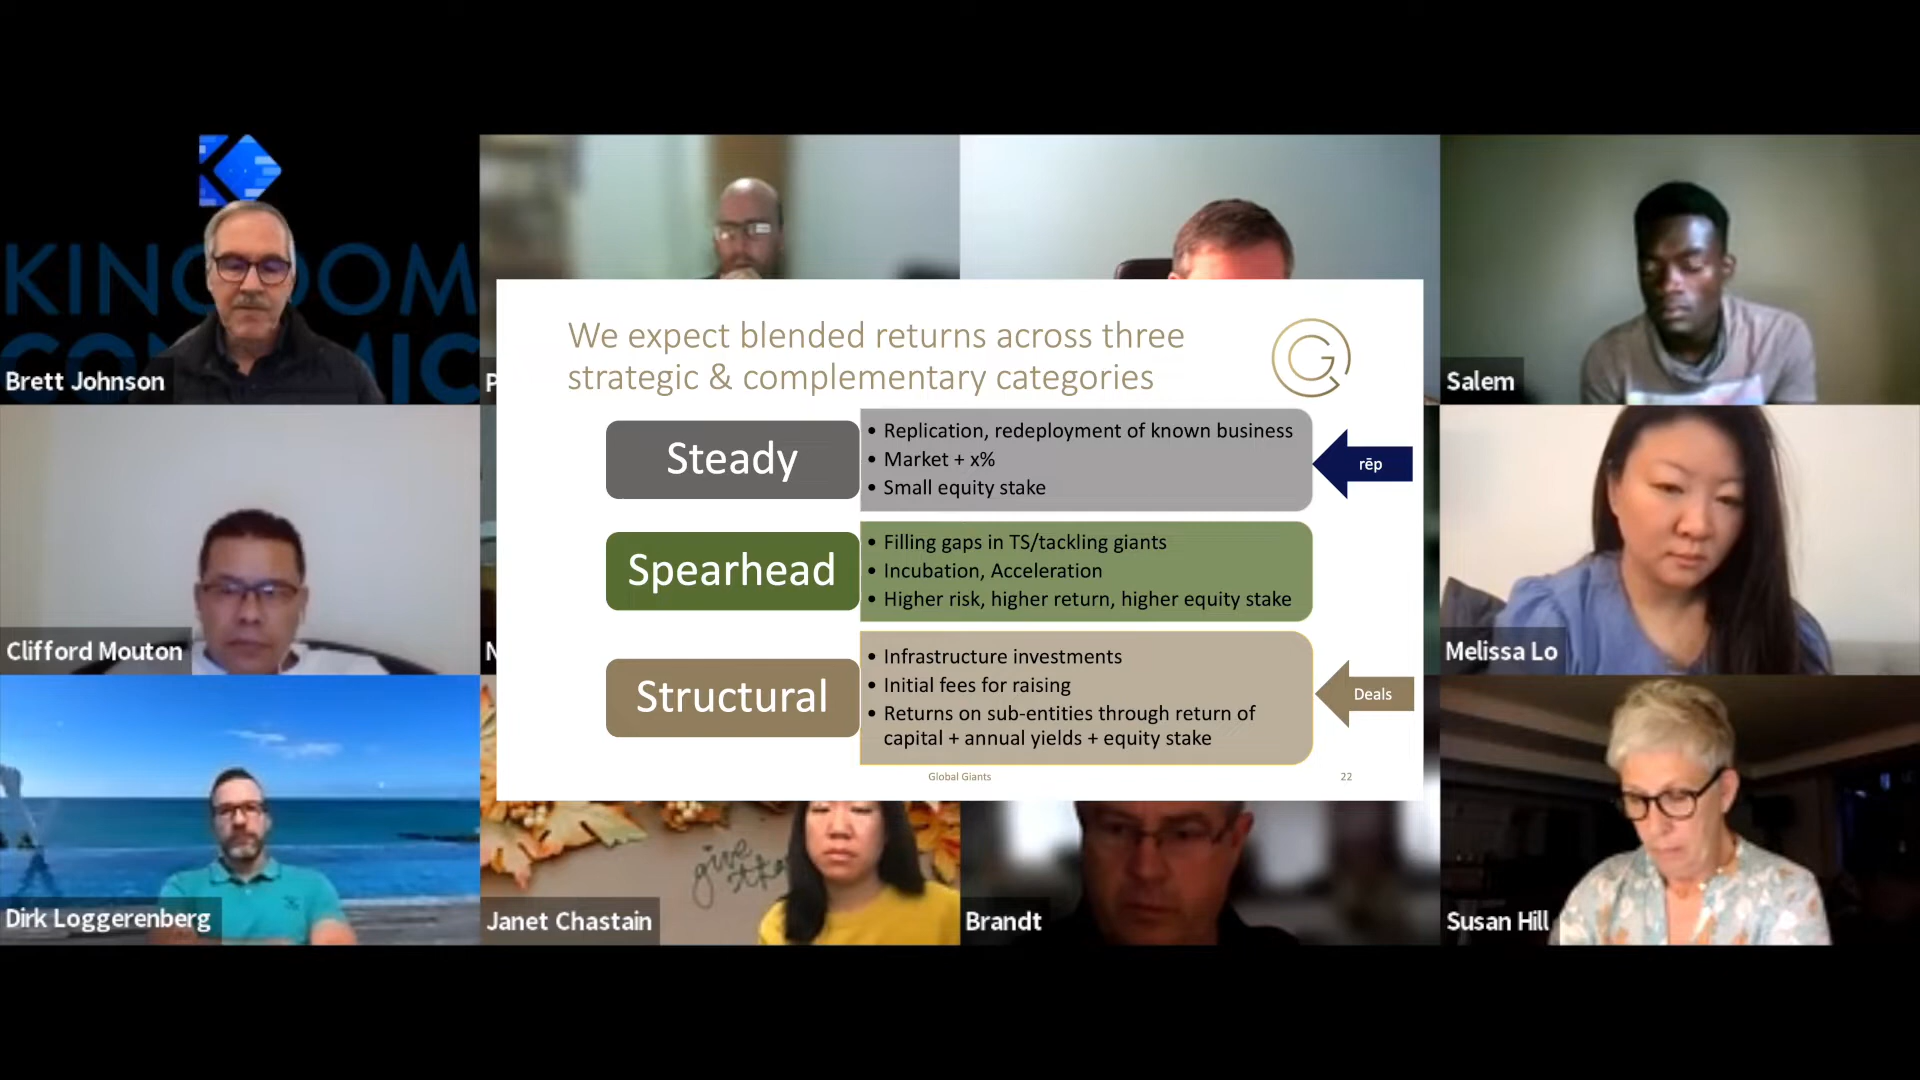 KINGDOM
Brett Johnson
P
Salem
We expect blended returns across three
strategic & complementary categories
Steady
• Replication, redeployment of known business
• Market + x%
• Small equity stake
rēp
Spearhead
• Filling gaps in TS/tackling giants
• Incubation, Acceleration
• Higher risk, higher return, higher equity stake
Structural
• Infrastructure investments
• Initial fees for raising
• Returns on sub-entities through return of
capital + annual yields + equity stake
Deals
Global Giants
22
Clifford Mouton
N
Melissa Lo
Dirk Loggerenberg
give
Janet Chastain
Brandt
Susan Hill